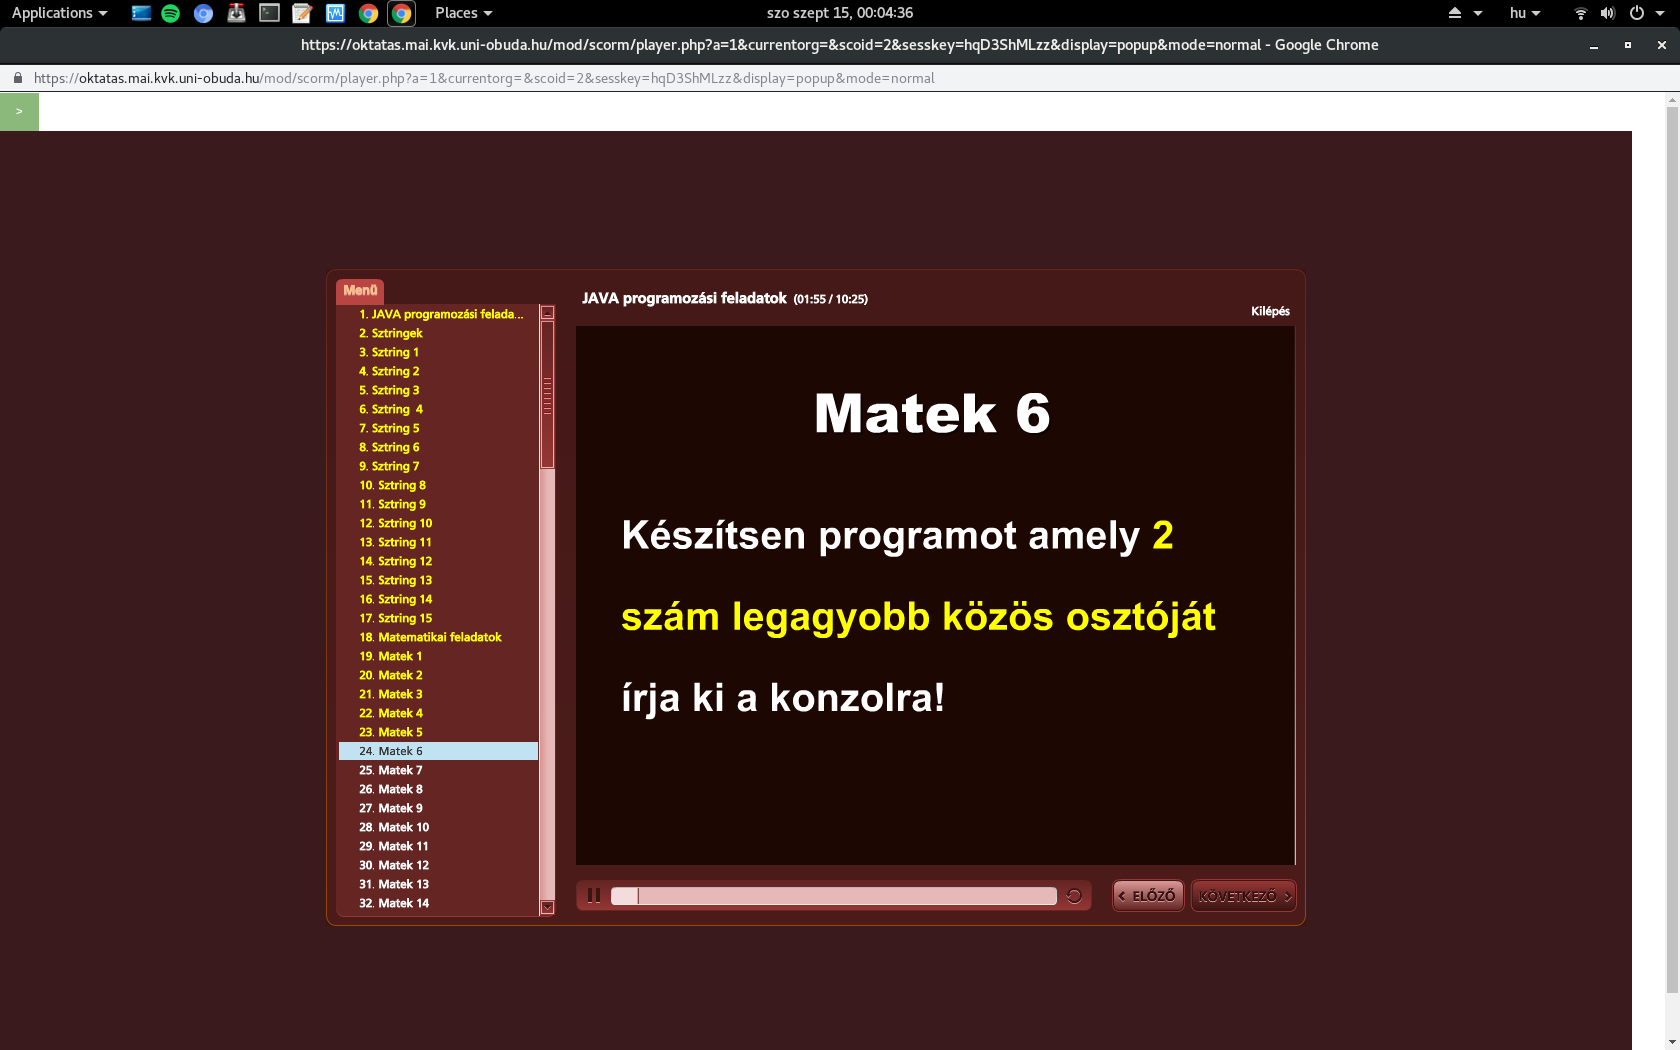 Applications
Places
szo szept 15, 00:04:36
hu
https://oktatas.mai.kvk.uni-obuda.hu/mod/scorm/player.php?a=1&currentorg=&scoid=2&sesskey=hqD3ShMLzz&display=popup&mode=normal - Google Chrome
https://oktatas.mai.kvk.uni-obuda.hu/mod/scorm/player.php?a=1&currentorg=&scoid=2&sesskey=hqD3ShMLzz&display=popup&mode=normal
>
Menü
1. JAVA programozási felada...
2. Sztringek
3. Sztring 1
4. Sztring 2
5. Sztring 3
6. Sztring 4
7. Sztring 5
8. Sztring 6
9. Sztring 7
10. Sztring 8
11. Sztring 9
12. Sztring 10
13. Sztring 11
14. Sztring 12
15. Sztring 13
16. Sztring 14
17. Sztring 15
18. Matematikai feladatok
19. Matek 1
20. Matek 2
21. Matek 3
22. Matek 4
23. Matek 5
24. Matek 6
25. Matek 7
26. Matek 8
27. Matek 9
28. Matek 10
29. Matek 11
30. Matek 12
31. Matek 13
32. Matek 14
JAVA programozási feladatok (01:55 / 10:25)
Kilépés
Matek 6
Készítsen programot amely 2
szám legagyobb közös osztóját
írja ki a konzolra!
< ELŐZŐ
KÖVETKEZŐ >